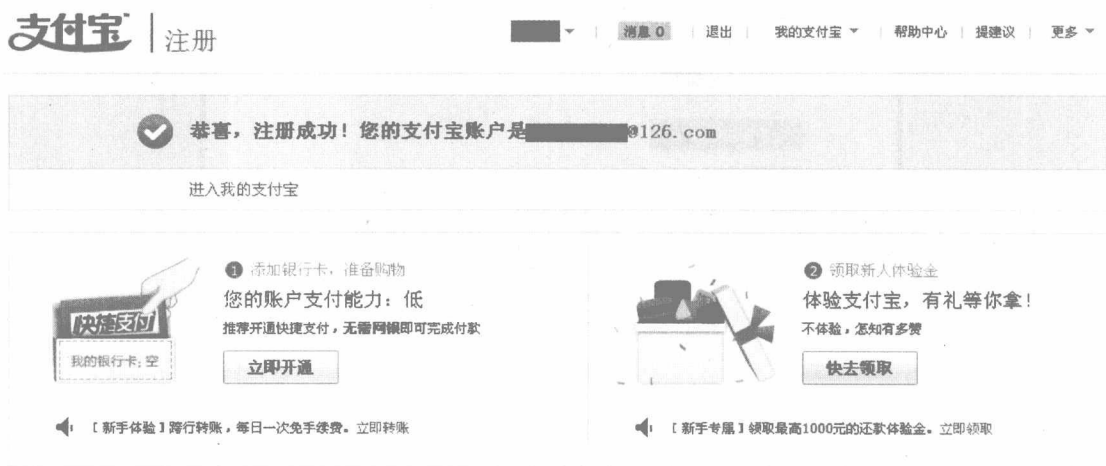 支付宝 | 注册
消息 0 | 退出 | 我的支付宝 | 帮助中心 | 提建议 | 更多
恭喜，注册成功！您的支付宝账户是@126.com
进入我的支付宝
快捷支付
我的银行卡：空
1 添加银行卡，准备购物
您的账户支付能力：低
推荐开通快捷支付，无需网银即可完成付款
立即开通
【新手体验】跨行转账，每日一次免手续费。立即转账
2 领取新人体验金
体验支付宝，有礼等你拿！
不体验，怎知有多赞
快去领取
【新手专属】领取最高1000元的还款体验金。立即领取